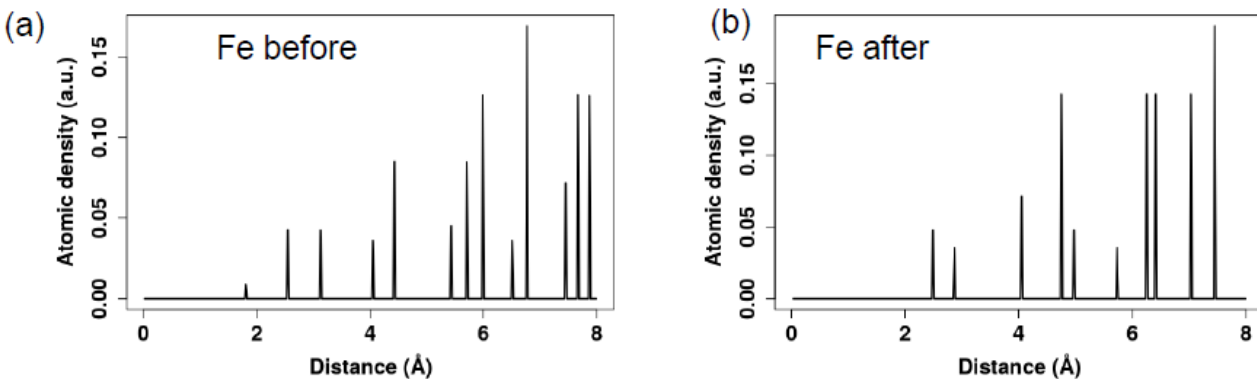 (a)
Fe before
Atomic density (a.u.)
0.15
0.10
0.05
0.00
0 2 4 6 8
Distance (Å)
(b)
Fe after
Atomic density (a.u.)
0.15
0.10
0.05
0.00
0 2 4 6 8
Distance (Å)